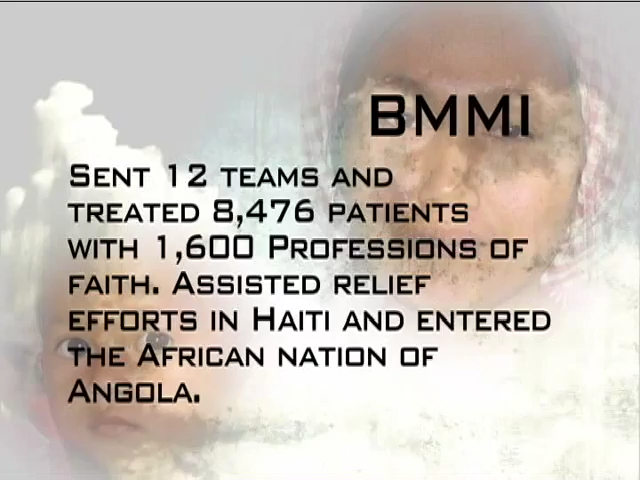 BMMI
Sent 12 teams and
treated 8,476 patients
with 1,600 Professions of
faith. Assisted relief
efforts in Haiti and entered
the African nation of
Angola.